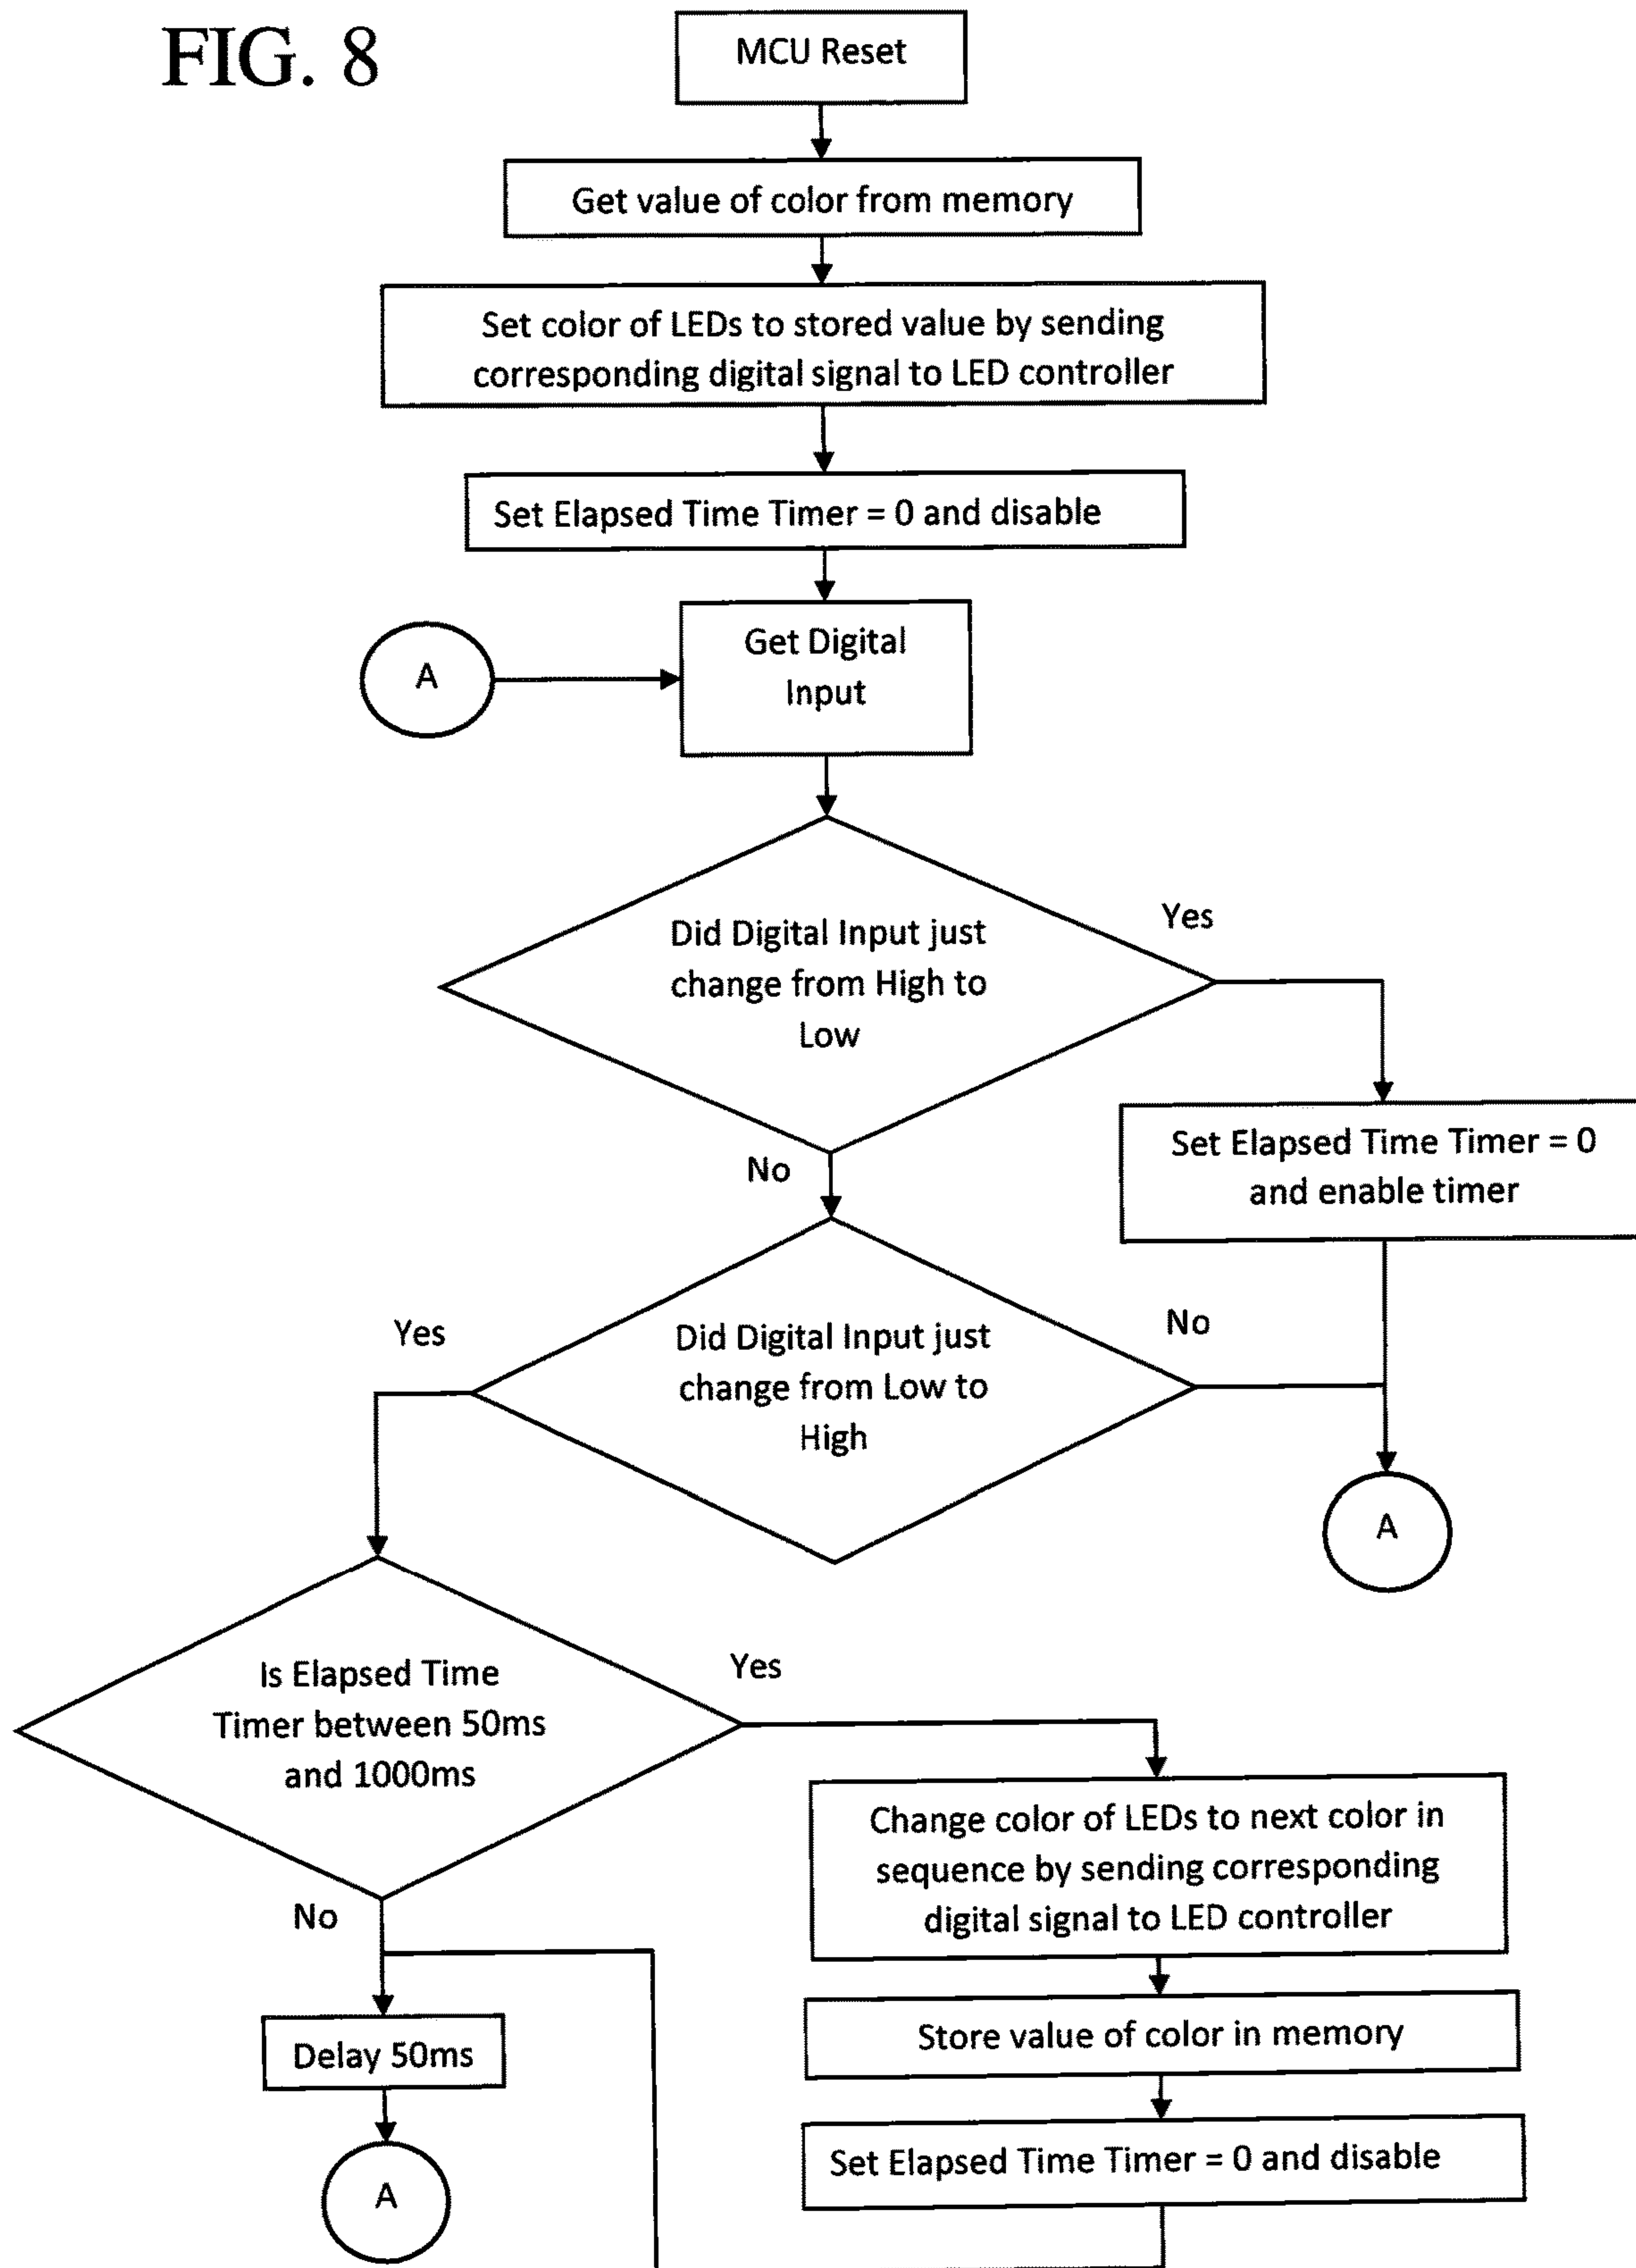 FIG. 8
MCU Reset
Get value of color from memory
Set color of LEDs to stored value by sending
corresponding digital signal to LED controller
Set Elapsed Time Timer = 0 and disable
A
Get Digital
Input
Did Digital Input just
change from High to
Low
Yes
No
Set Elapsed Time Timer = 0
and enable timer
Did Digital Input just
change from Low to
High
Yes
No
A
Is Elapsed Time
Timer between 50ms
and 1000ms
Yes
No
Change color of LEDs to next color in
sequence by sending corresponding
digital signal to LED controller
Delay 50ms
Store value of color in memory
A
Set Elapsed Time Timer = 0 and disable